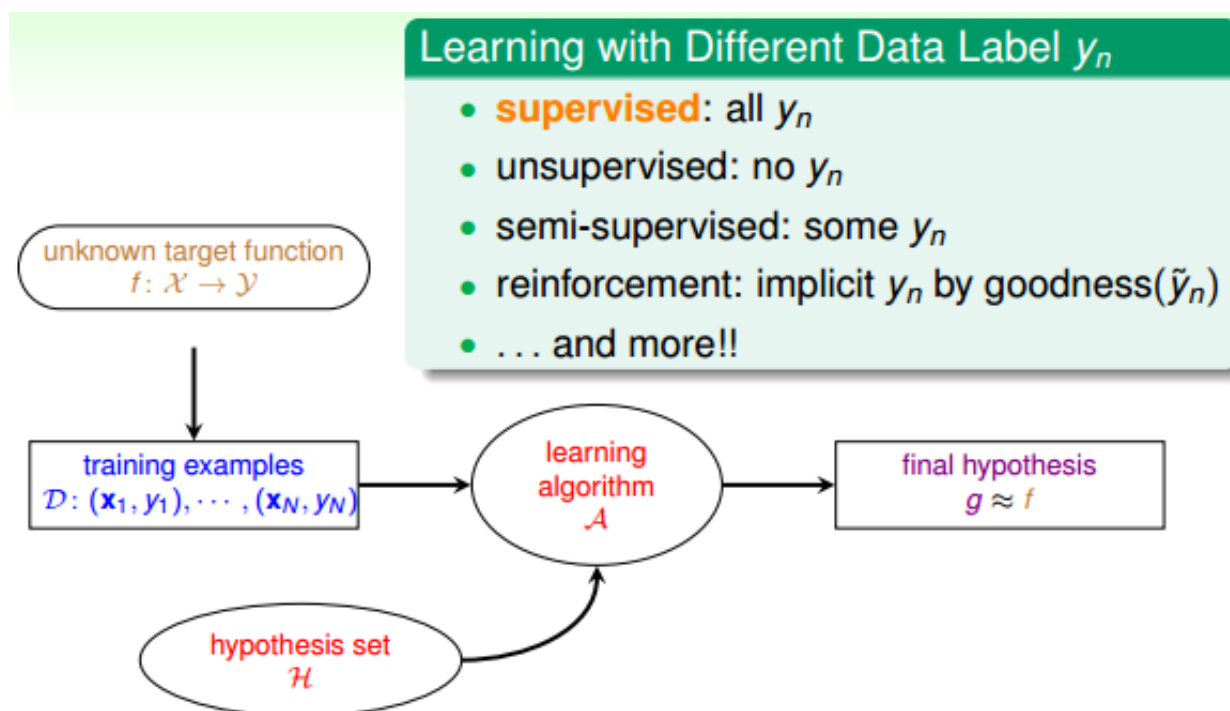 Learning with Different Data Label yₙ
• supervised: all yₙ
• unsupervised: no yₙ
• semi-supervised: some yₙ
• reinforcement: implicit yₙ by goodness(ỹₙ)
• . . . and more!!
unknown target function
f : 𝒳 → 𝒴
training examples
𝒟 : (𝐱₁, y₁), ⋯ , (𝐱_N, y_N)
learning
algorithm
𝒜
final hypothesis
g ≈ f
hypothesis set
ℋ